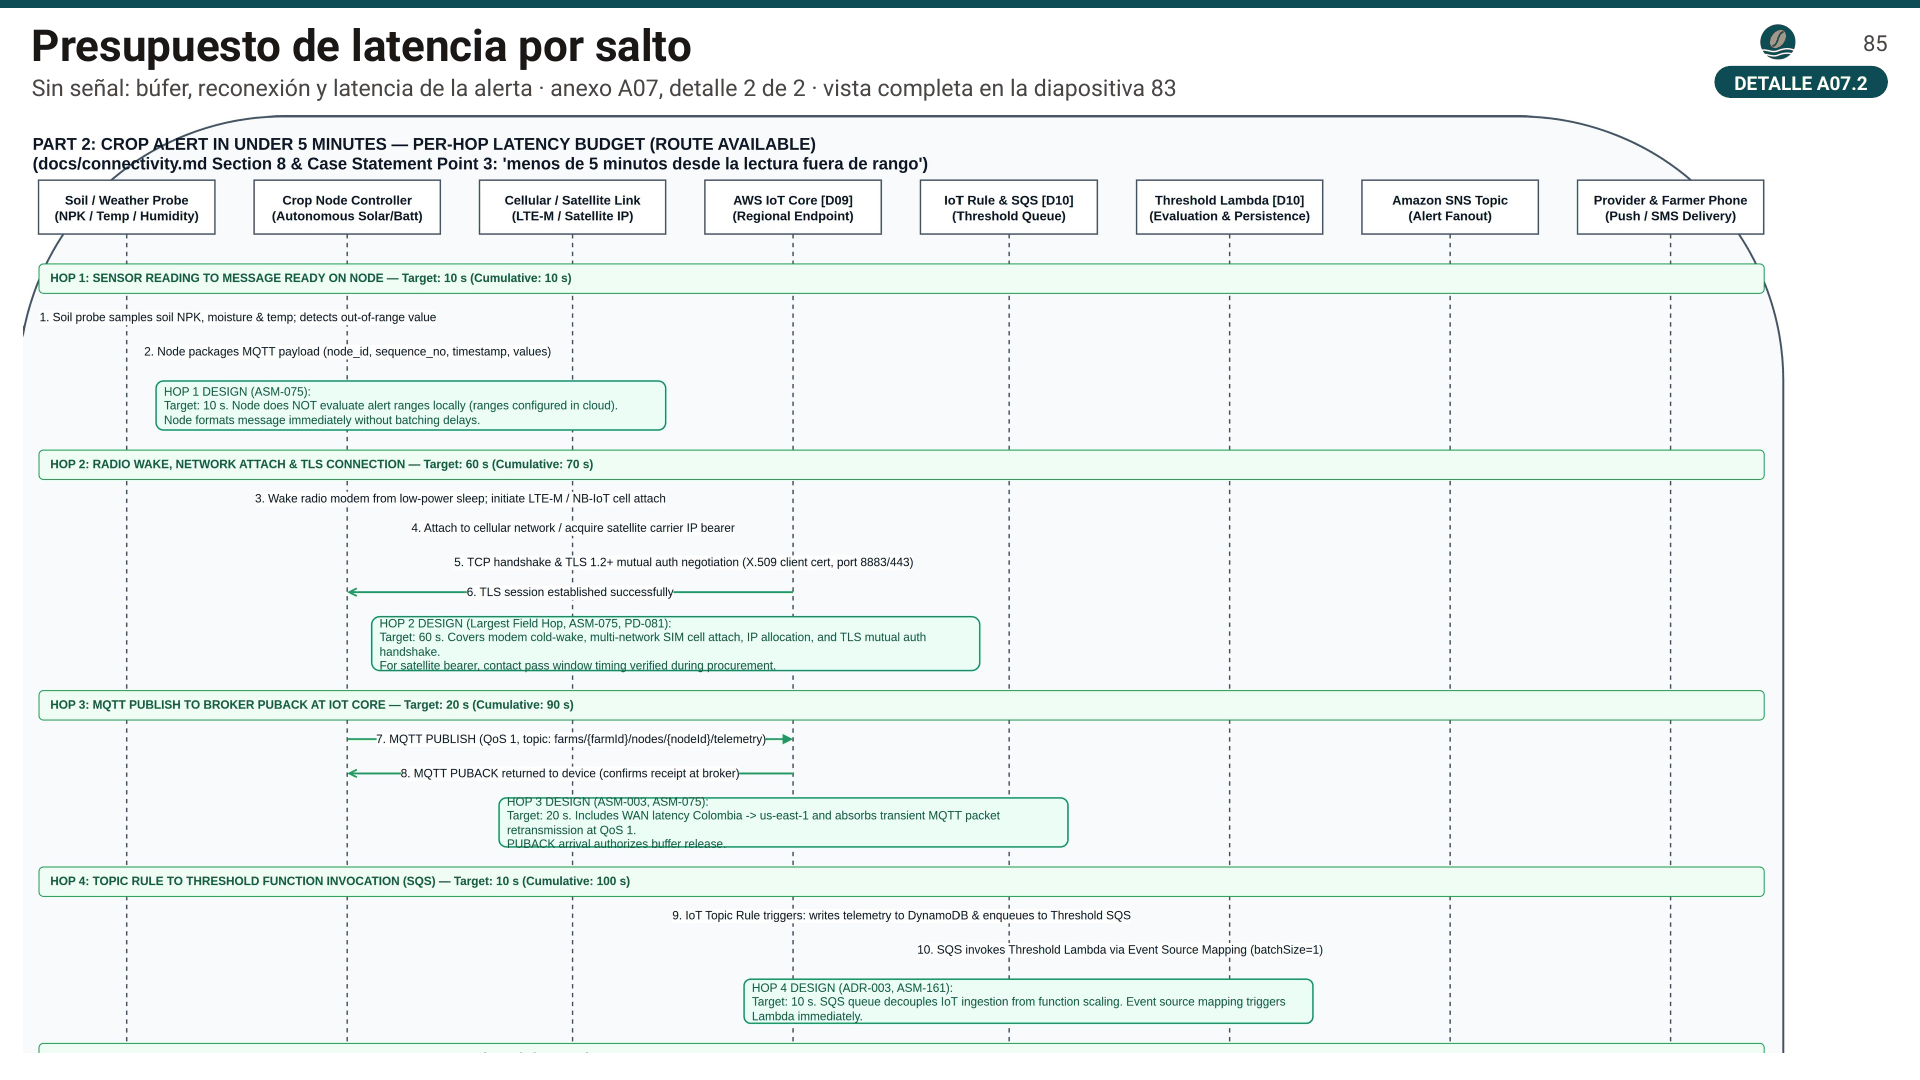 Presupuesto de latencia por salto
85
Sin señal: búfer, reconexión y latencia de la alerta · anexo A07, detalle 2 de 2 · vista completa en la diapositiva 83
DETALLE A07.2
PART 2: CROP ALERT IN UNDER 5 MINUTES — PER-HOP LATENCY BUDGET (ROUTE AVAILABLE)
(docs/connectivity.md Section 8 & Case Statement Point 3: 'menos de 5 minutos desde la lectura fuera de rango')
Soil / Weather Probe
(NPK / Temp / Humidity)
Crop Node Controller
(Autonomous Solar/Batt)
Cellular / Satellite Link
(LTE-M / Satellite IP)
AWS IoT Core [D09]
(Regional Endpoint)
IoT Rule & SQS [D10]
(Threshold Queue)
Threshold Lambda [D10]
(Evaluation & Persistence)
Amazon SNS Topic
(Alert Fanout)
Provider & Farmer Phone
(Push / SMS Delivery)
HOP 1: SENSOR READING TO MESSAGE READY ON NODE — Target: 10 s (Cumulative: 10 s)
1. Soil probe samples soil NPK, moisture & temp; detects out-of-range value
2. Node packages MQTT payload (node_id, sequence_no, timestamp, values)
HOP 1 DESIGN (ASM-075):
Target: 10 s. Node does NOT evaluate alert ranges locally (ranges configured in cloud).
Node formats message immediately without batching delays.
HOP 2: RADIO WAKE, NETWORK ATTACH & TLS CONNECTION — Target: 60 s (Cumulative: 70 s)
3. Wake radio modem from low-power sleep; initiate LTE-M / NB-IoT cell attach
4. Attach to cellular network / acquire satellite carrier IP bearer
5. TCP handshake & TLS 1.2+ mutual auth negotiation (X.509 client cert, port 8883/443)
6. TLS session established successfully
HOP 2 DESIGN (Largest Field Hop, ASM-075, PD-081):
Target: 60 s. Covers modem cold-wake, multi-network SIM cell attach, IP allocation, and TLS mutual auth
handshake.
For satellite bearer, contact pass window timing verified during procurement.
HOP 3: MQTT PUBLISH TO BROKER PUBACK AT IOT CORE — Target: 20 s (Cumulative: 90 s)
7. MQTT PUBLISH (QoS 1, topic: farms/{farmId}/nodes/{nodeId}/telemetry)
8. MQTT PUBACK returned to device (confirms receipt at broker)
HOP 3 DESIGN (ASM-003, ASM-075):
Target: 20 s. Includes WAN latency Colombia -> us-east-1 and absorbs transient MQTT packet
retransmission at QoS 1.
PUBACK arrival authorizes buffer release.
HOP 4: TOPIC RULE TO THRESHOLD FUNCTION INVOCATION (SQS) — Target: 10 s (Cumulative: 100 s)
9. IoT Topic Rule triggers: writes telemetry to DynamoDB & enqueues to Threshold SQS
10. SQS invokes Threshold Lambda via Event Source Mapping (batchSize=1)
HOP 4 DESIGN (ADR-003, ASM-161):
Target: 10 s. SQS queue decouples IoT ingestion from function scaling. Event source mapping triggers
Lambda immediately.